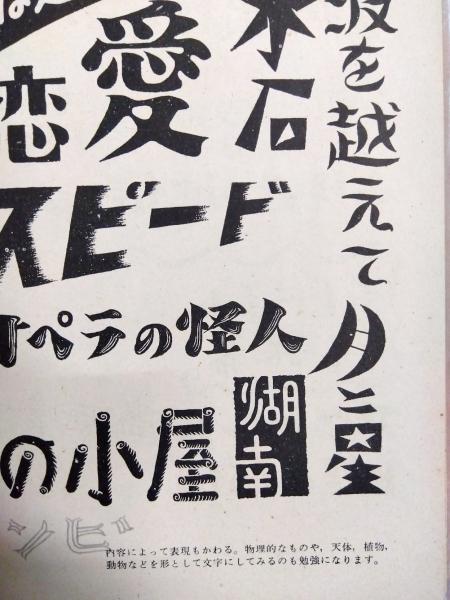 恋
愛
石
波を越えて
スピード
オペラの怪人
月ニ星
湖南
の小屋
内容によって表現もかわる。物理的なものや，天体，植物，
動物などを形として文字にしてみるのも勉強になります。